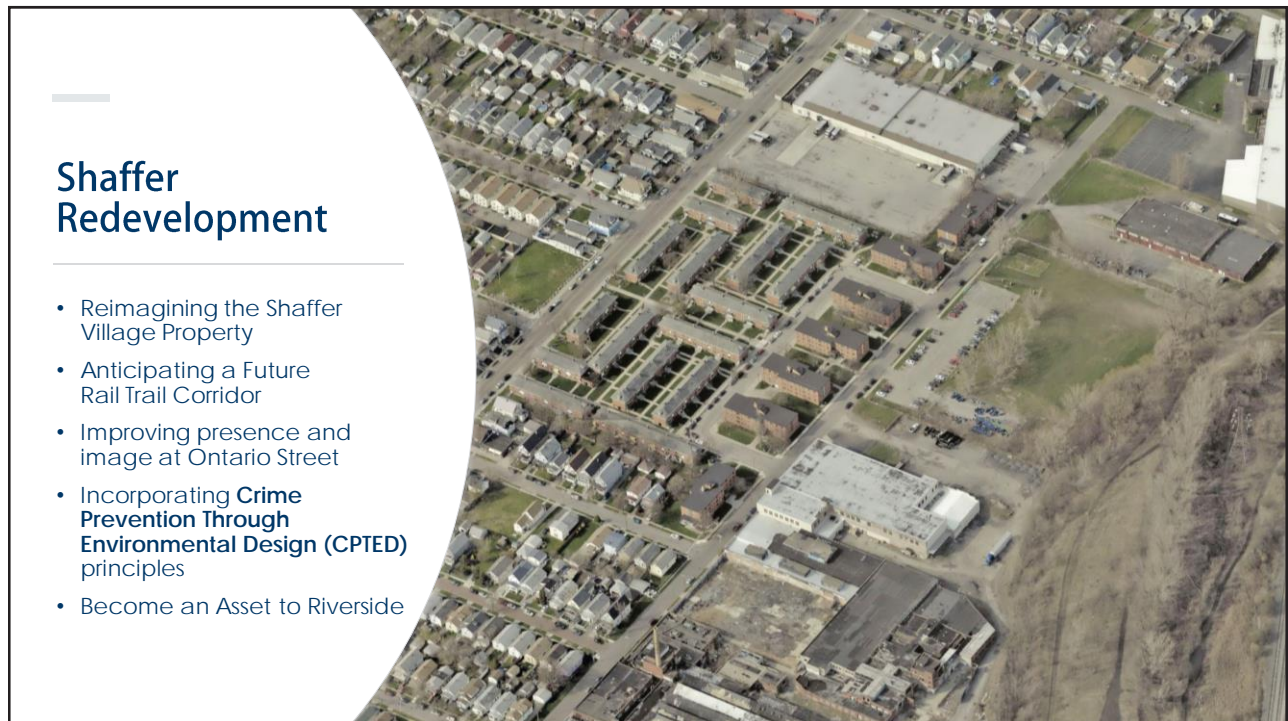 Shaffer
Redevelopment
• Reimagining the Shaffer
Village Property
• Anticipating a Future
Rail Trail Corridor
• Improving presence and
image at Ontario Street
• Incorporating Crime
Prevention Through
Environmental Design (CPTED)
principles
• Become an Asset to Riverside